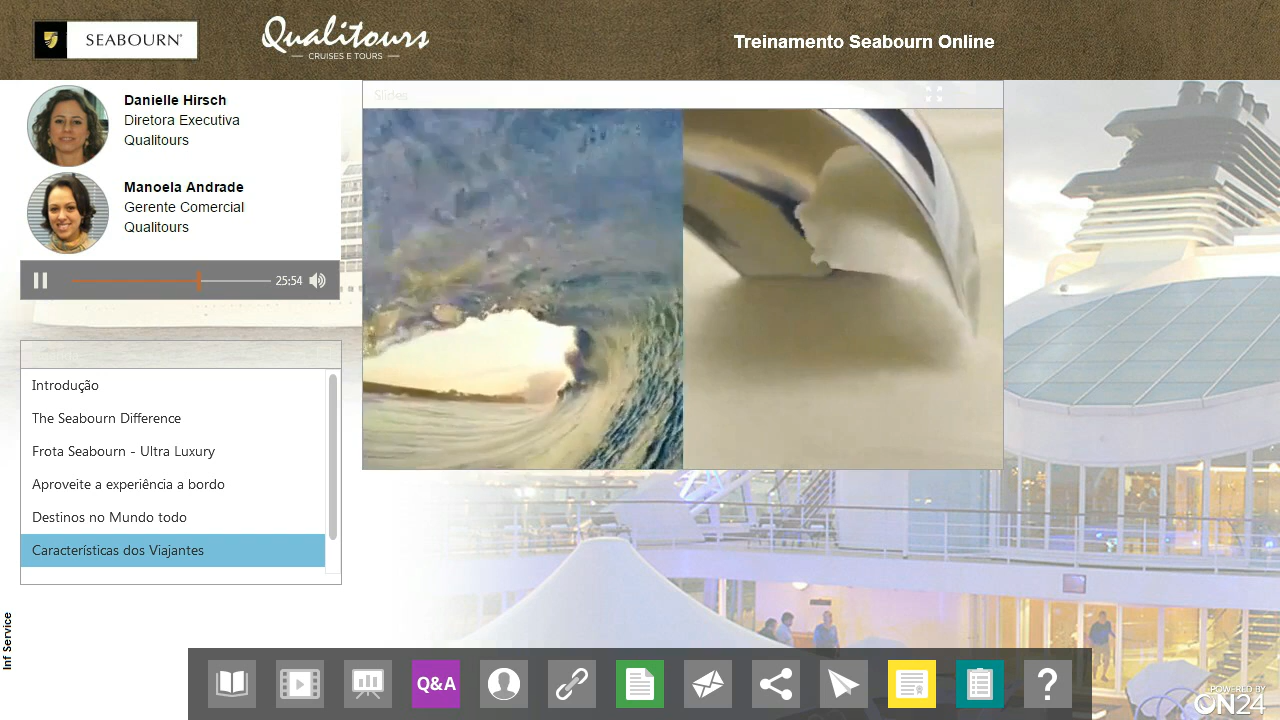 SEABOURN®
Qualitours
CRUISES E TOURS
Treinamento Seabourn Online
Danielle Hirsch
Diretora Executiva
Qualitours
Manoela Andrade
Gerente Comercial
Qualitours
25:54
Slides
Introdução
The Seabourn Difference
Frota Seabourn - Ultra Luxury
Aproveite a experiência a bordo
Destinos no Mundo todo
Características dos Viajantes
Inf Service
Q&A
?
POWERED BY
ON24